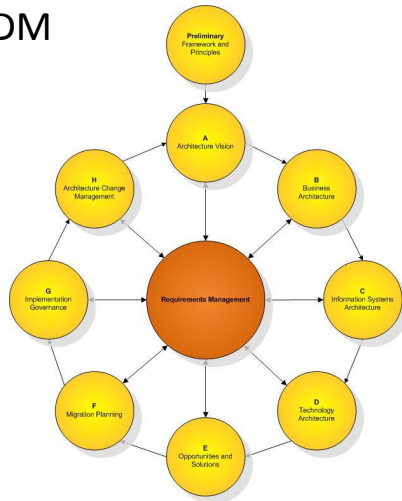 DM
Preliminary
Framework and
Principles
A
Architecture Vision
B
Business
Architecture
C
Information Systems
Architecture
D
Technology
Architecture
E
Opportunities and
Solutions
F
Migration Planning
G
Implementation
Governance
H
Architecture Change
Management
Requirements Management